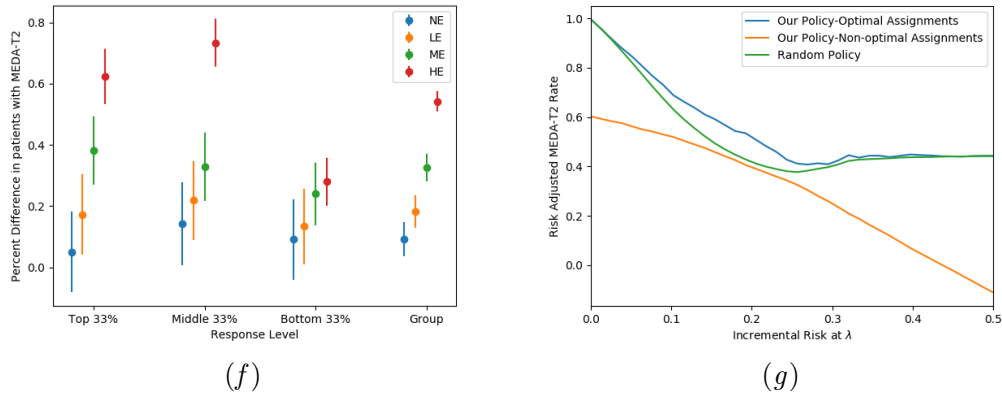 Percent Difference in patients with MEDA-T2
0.8
0.6
0.4
0.2
0.0
NE
LE
ME
HE
Top 33%
Middle 33%
Bottom 33%
Group
Response Level
(f)
Risk Adjusted MEDA-T2 Rate
1.0
0.8
0.6
0.4
0.2
0.0
Our Policy-Optimal Assignments
Our Policy-Non-optimal Assignments
Random Policy
0.0
0.1
0.2
0.3
0.4
0.5
Incremental Risk at λ
(g)